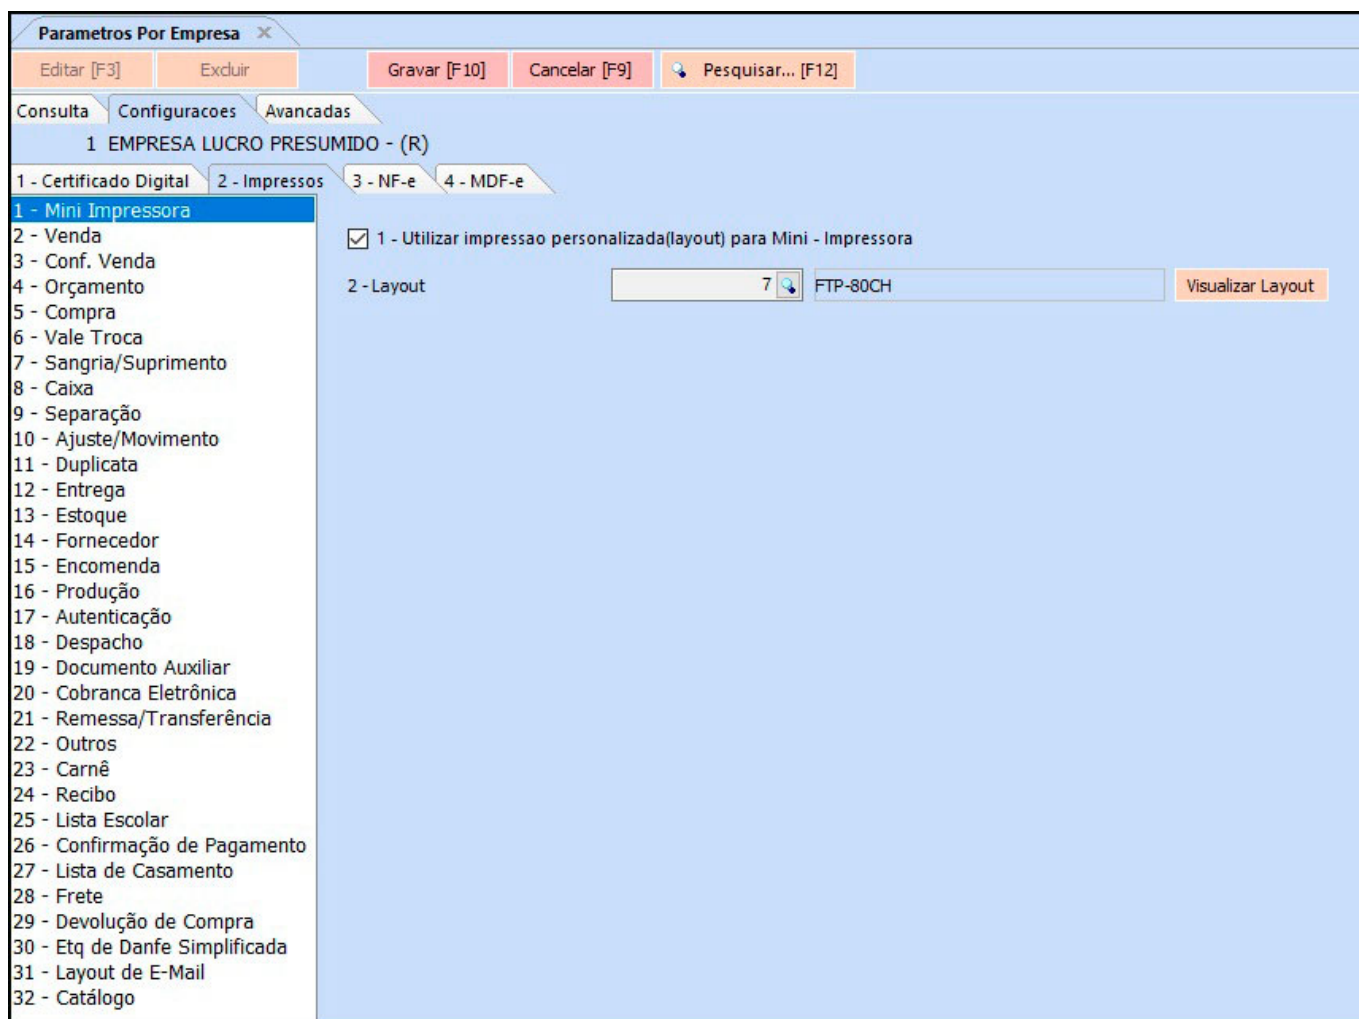 Parametros Por Empresa
Editar [F3] Excluir Gravar [F10] Cancelar [F9] Pesquisar... [F12]
Consulta Configuracoes Avancadas
1 EMPRESA LUCRO PRESUMIDO - (R)
1 - Certificado Digital 2 - Impressos 3 - NF-e 4 - MDF-e
1 - Mini Impressora
2 - Venda
1 - Utilizar impressao personalizada(layout) para Mini - Impressora
3 - Conf. Venda
4 - Orçamento
2 - Layout 7 FTP-80CH Visualizar Layout
5 - Compra
6 - Vale Troca
7 - Sangria/Suprimento
8 - Caixa
9 - Separação
10 - Ajuste/Movimento
11 - Duplicata
12 - Entrega
13 - Estoque
14 - Fornecedor
15 - Encomenda
16 - Produção
17 - Autenticação
18 - Despacho
19 - Documento Auxiliar
20 - Cobranca Eletrônica
21 - Remessa/Transferência
22 - Outros
23 - Carnê
24 - Recibo
25 - Lista Escolar
26 - Confirmação de Pagamento
27 - Lista de Casamento
28 - Frete
29 - Devolução de Compra
30 - Etq de Danfe Simplificada
31 - Layout de E-Mail
32 - Catálogo